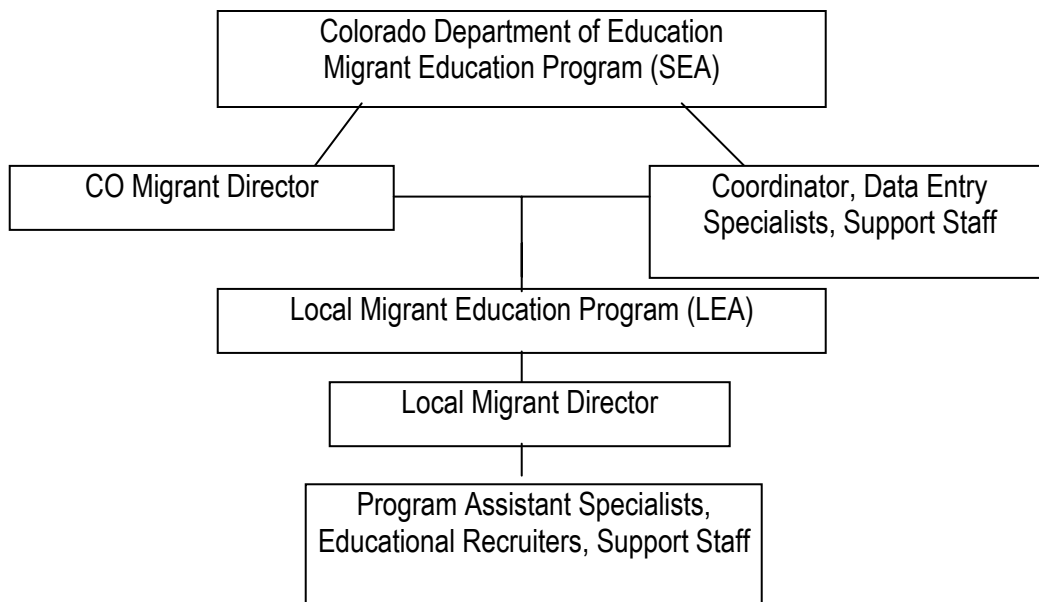 Colorado Department of Education
Migrant Education Program (SEA)
CO Migrant Director
Coordinator, Data Entry
Specialists, Support Staff
Local Migrant Education Program (LEA)
Local Migrant Director
Program Assistant Specialists,
Educational Recruiters, Support Staff